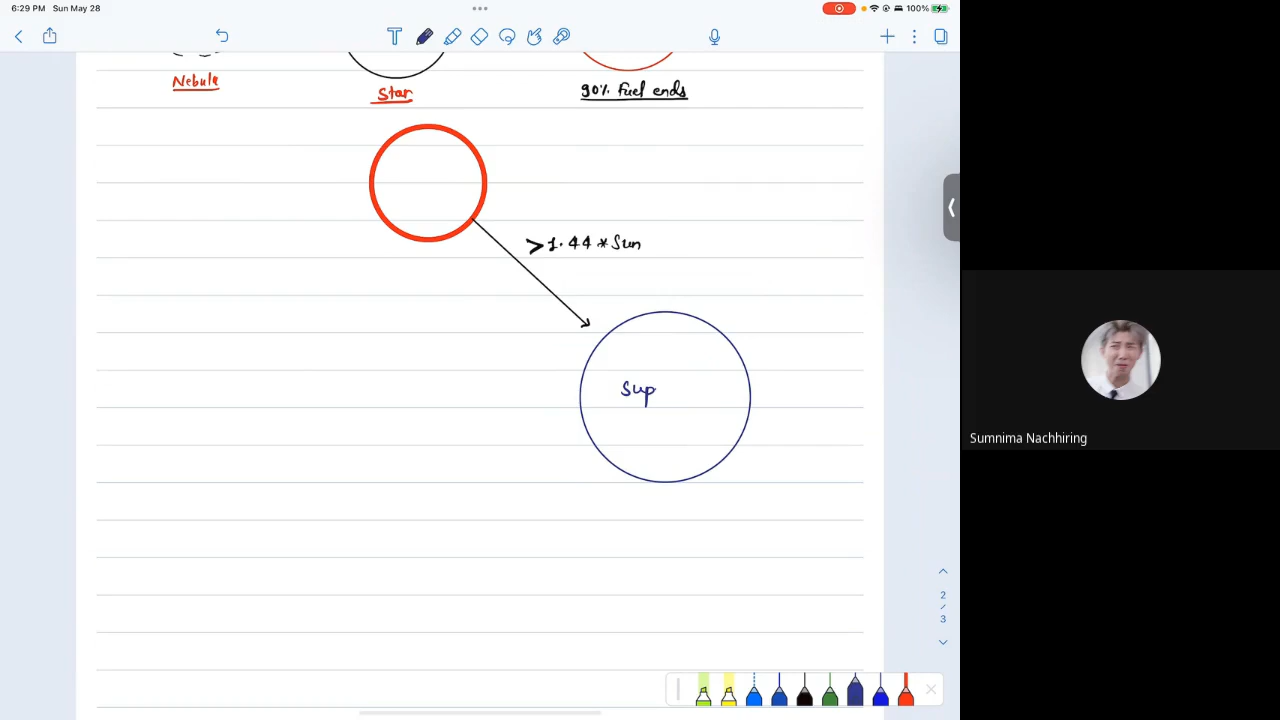 6:29 PM Sun May 28
100%
Nebula
Star
90% fuel ends
>1.44 * Sun
Sup
2
/
3
Sumnima Nachhiring